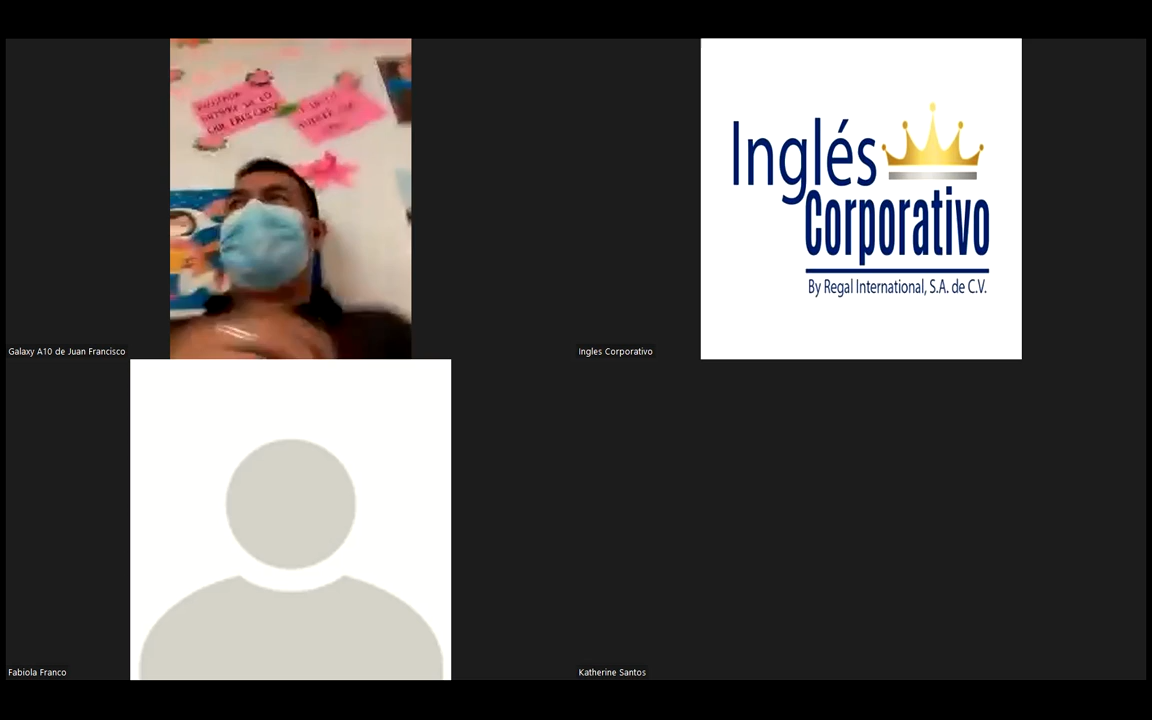 Inglés
Corporativo
By Regal International, S.A. de C.V.
Galaxy A10 de Juan Francisco
Ingles Corporativo
Fabiola Franco
Katherine Santos